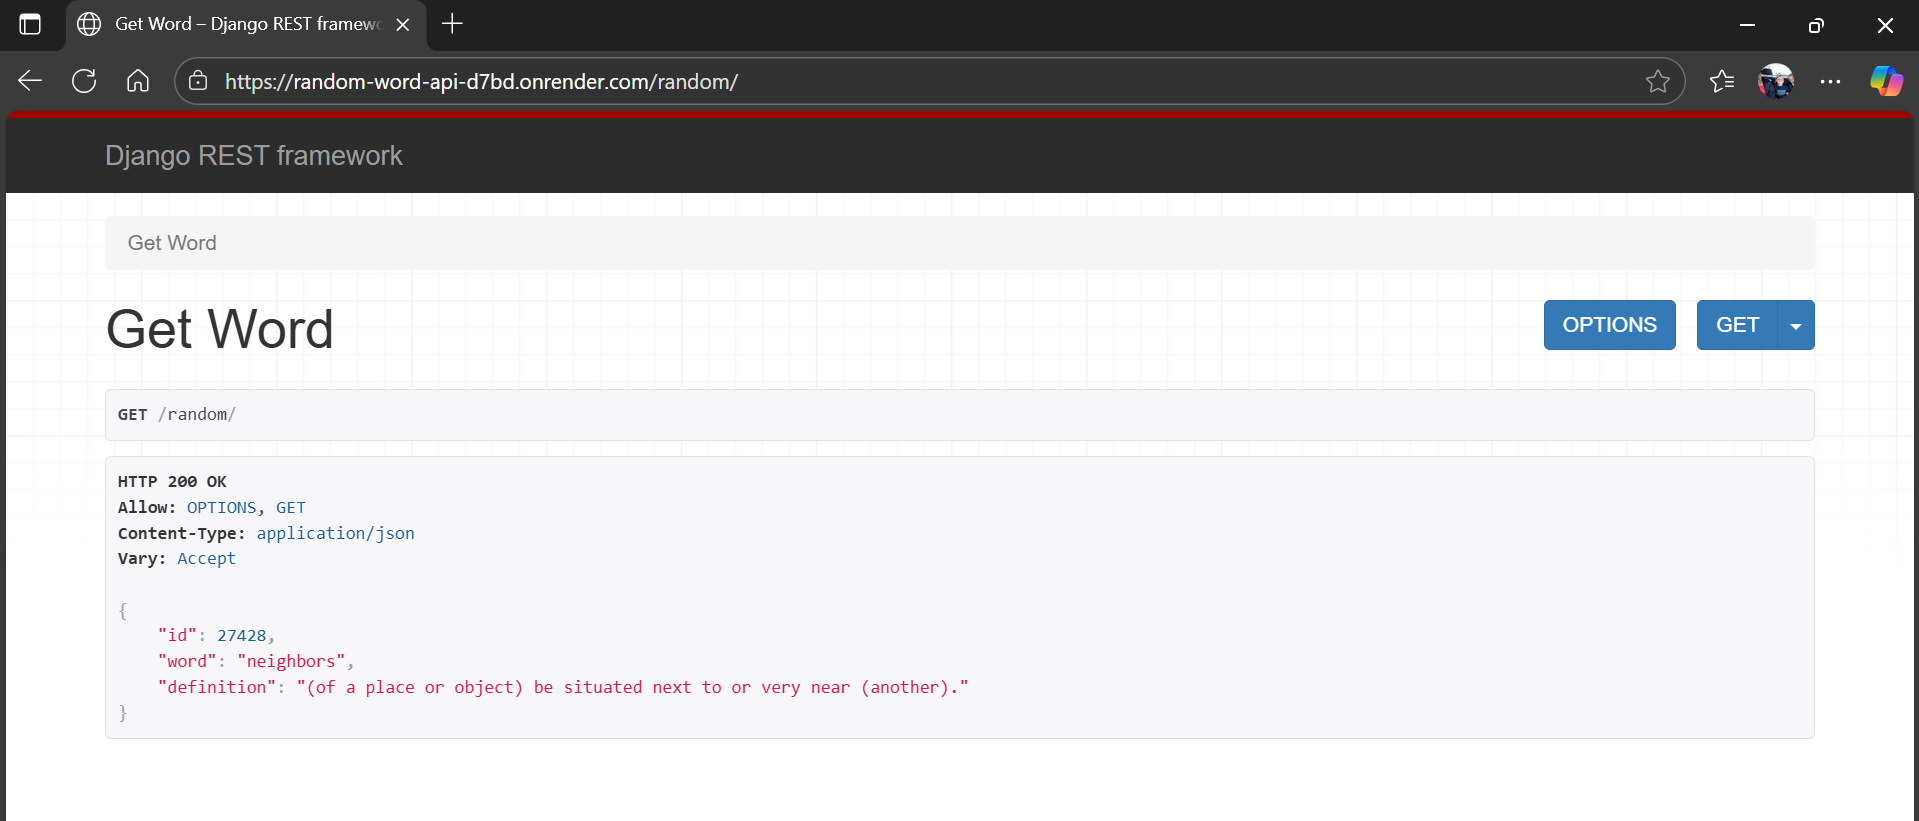 Get Word – Django REST framewo
https://random-word-api-d7bd.onrender.com/random/
Django REST framework
Get Word
Get Word
OPTIONS
GET
GET /random/
HTTP 200 OK
Allow: OPTIONS, GET
Content-Type: application/json
Vary: Accept
{
"id": 27428,
"word": "neighbors",
"definition": "(of a place or object) be situated next to or very near (another)."
}